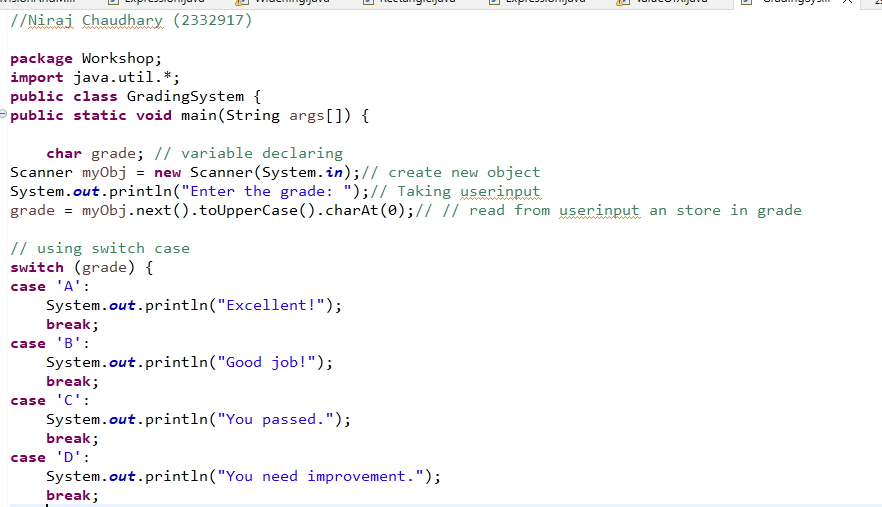 //Niraj Chaudhary (2332917)

package Workshop;
import java.util.*;
public class GradingSystem {
public static void main(String args[]) {

    char grade; // variable declaring
Scanner myObj = new Scanner(System.in);// create new object
System.out.println("Enter the grade: ");// Taking userinput
grade = myObj.next().toUpperCase().charAt(0);// // read from userinput an store in grade

// using switch case
switch (grade) {
case 'A':
    System.out.println("Excellent!");
    break;
case 'B':
    System.out.println("Good job!");
    break;
case 'C':
    System.out.println("You passed.");
    break;
case 'D':
    System.out.println("You need improvement.");
    break;